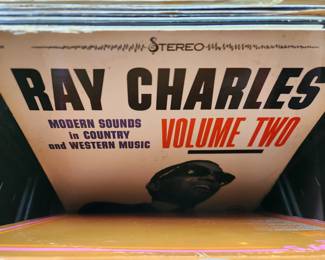 STEREO
RAY CHARLES
MODERN SOUNDS
in COUNTRY
and WESTERN MUSIC
VOLUME TWO